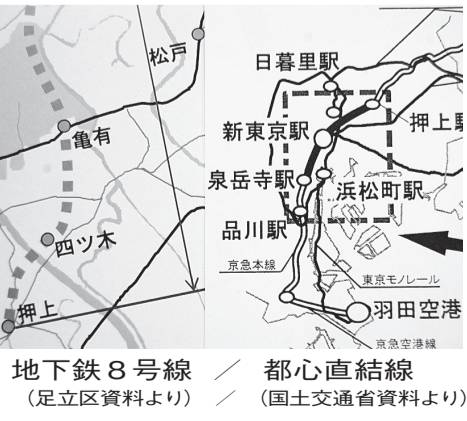 松戸
亀有
四ツ木
押上
日暮里駅
押上駅
新東京駅
泉岳寺駅
浜松町駅
品川駅
京急本線
東京モノレール
羽田空港
京急空港線
地下鉄8号線 / 都心直結線
(足立区資料より) / (国土交通省資料より)